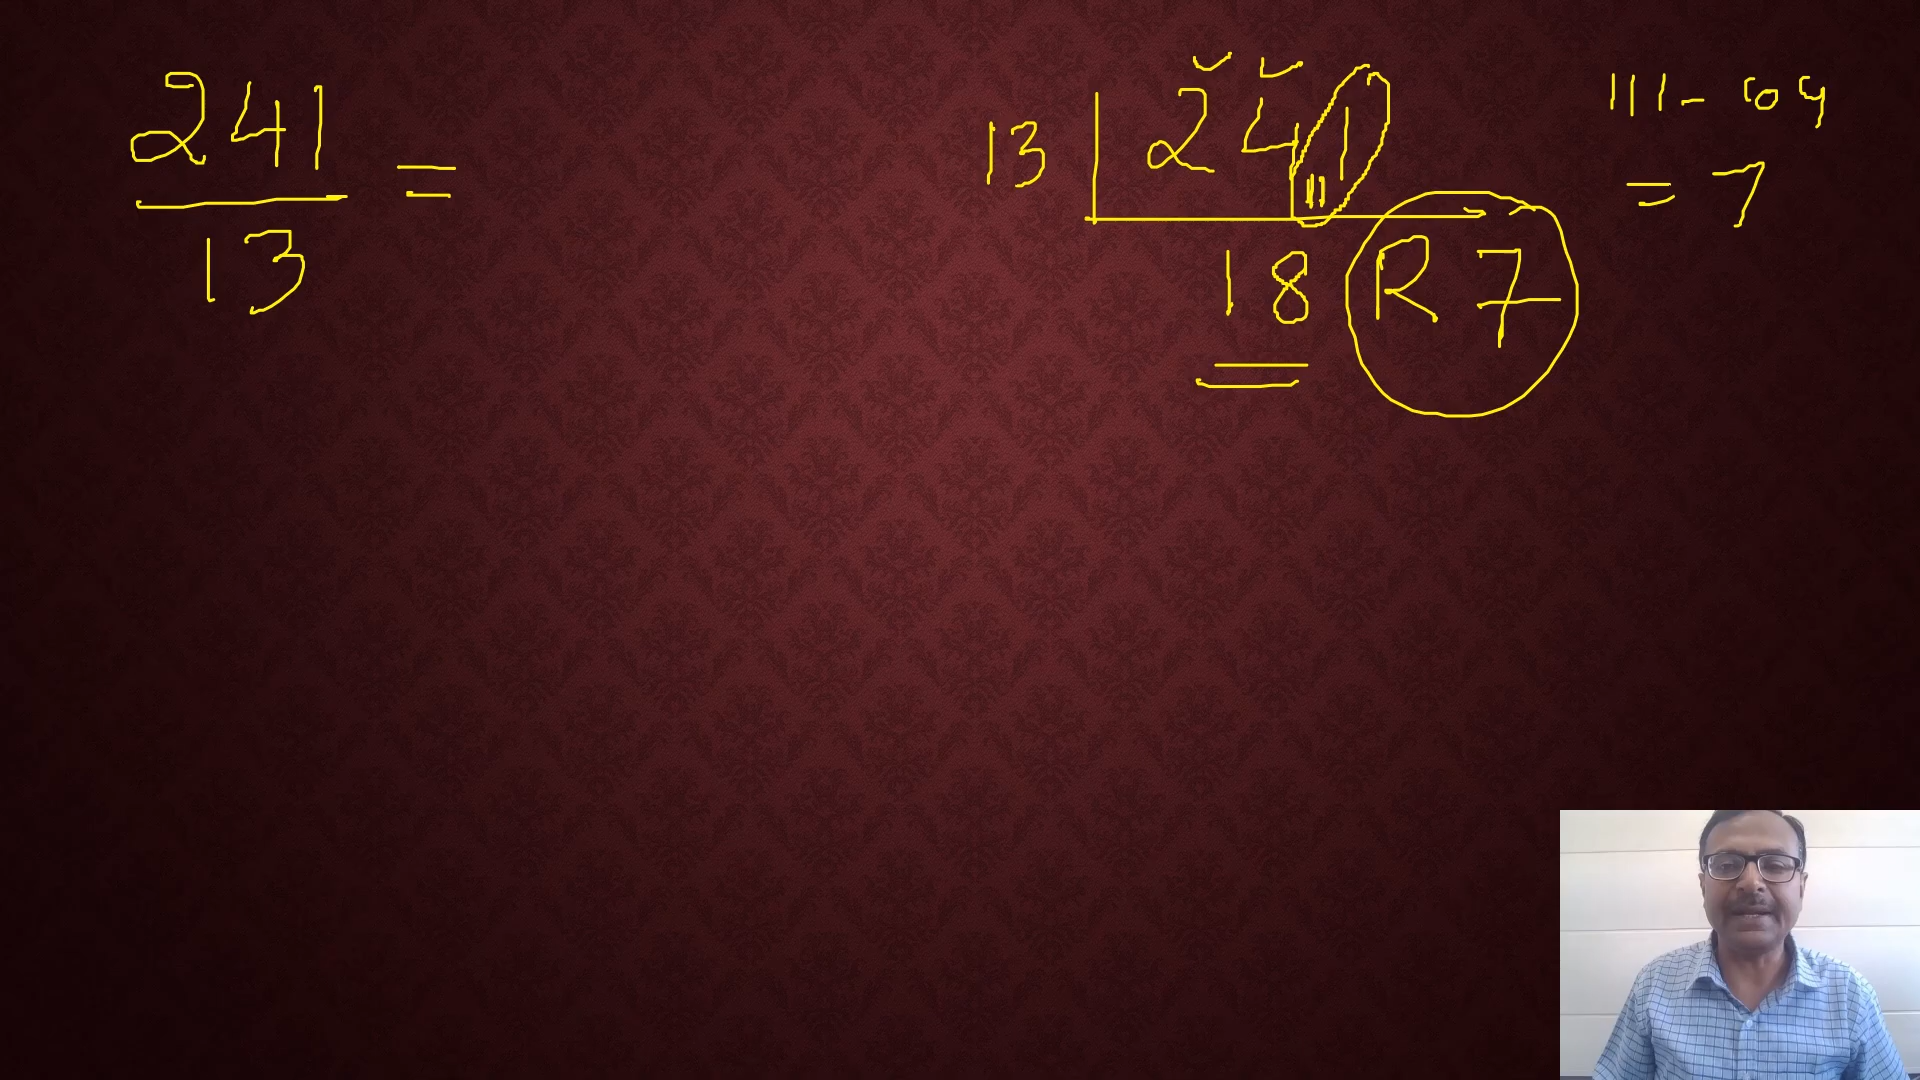 241
13 =
13 | 241 11
18 R 7
111 - 104
= 7